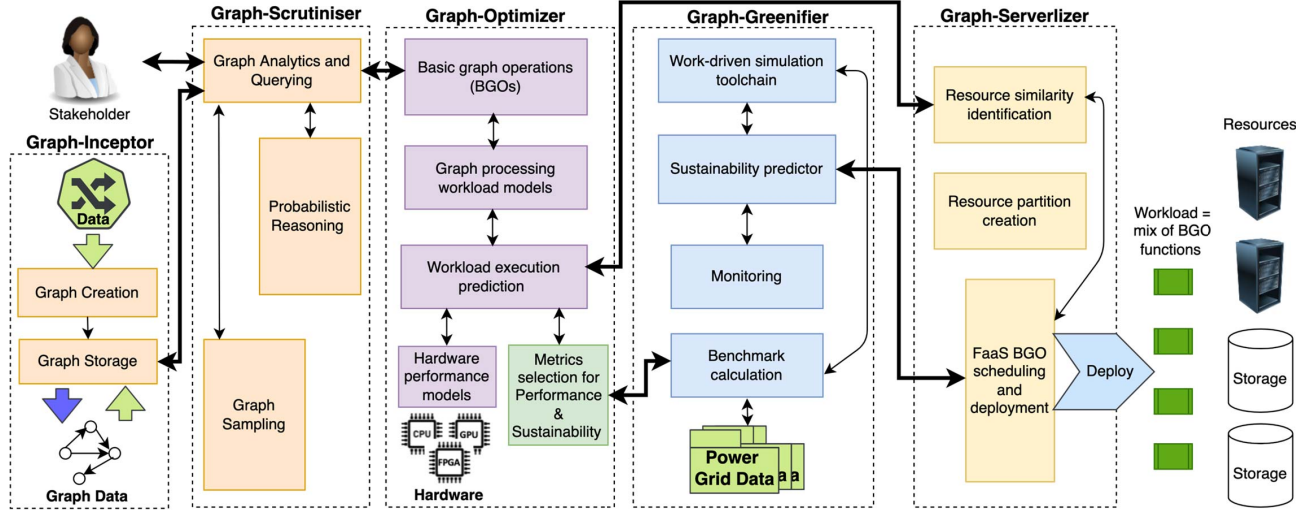 Graph-Scrutiniser
Graph-Optimizer
Graph-Greenifier
Graph-Serverlizer
Stakeholder
Graph-Inceptor
Data
Graph Creation
Graph Storage
Graph Data
Graph Analytics and
Querying
Probabilistic
Reasoning
Graph
Sampling
Basic graph operations
(BGOs)
Graph processing
workload models
Workload execution
prediction
Hardware
performance
models
Metrics
selection for
Performance
&
Sustainability
CPU
GPU
FPGA
Hardware
Work-driven simulation
toolchain
Sustainability predictor
Monitoring
Benchmark
calculation
Power
Grid Data
a
a
Resource similarity
identification
Resource partition
creation
FaaS BGO
scheduling
and
deployment
Deploy
Workload =
mix of BGO
functions
Resources
Storage
Storage